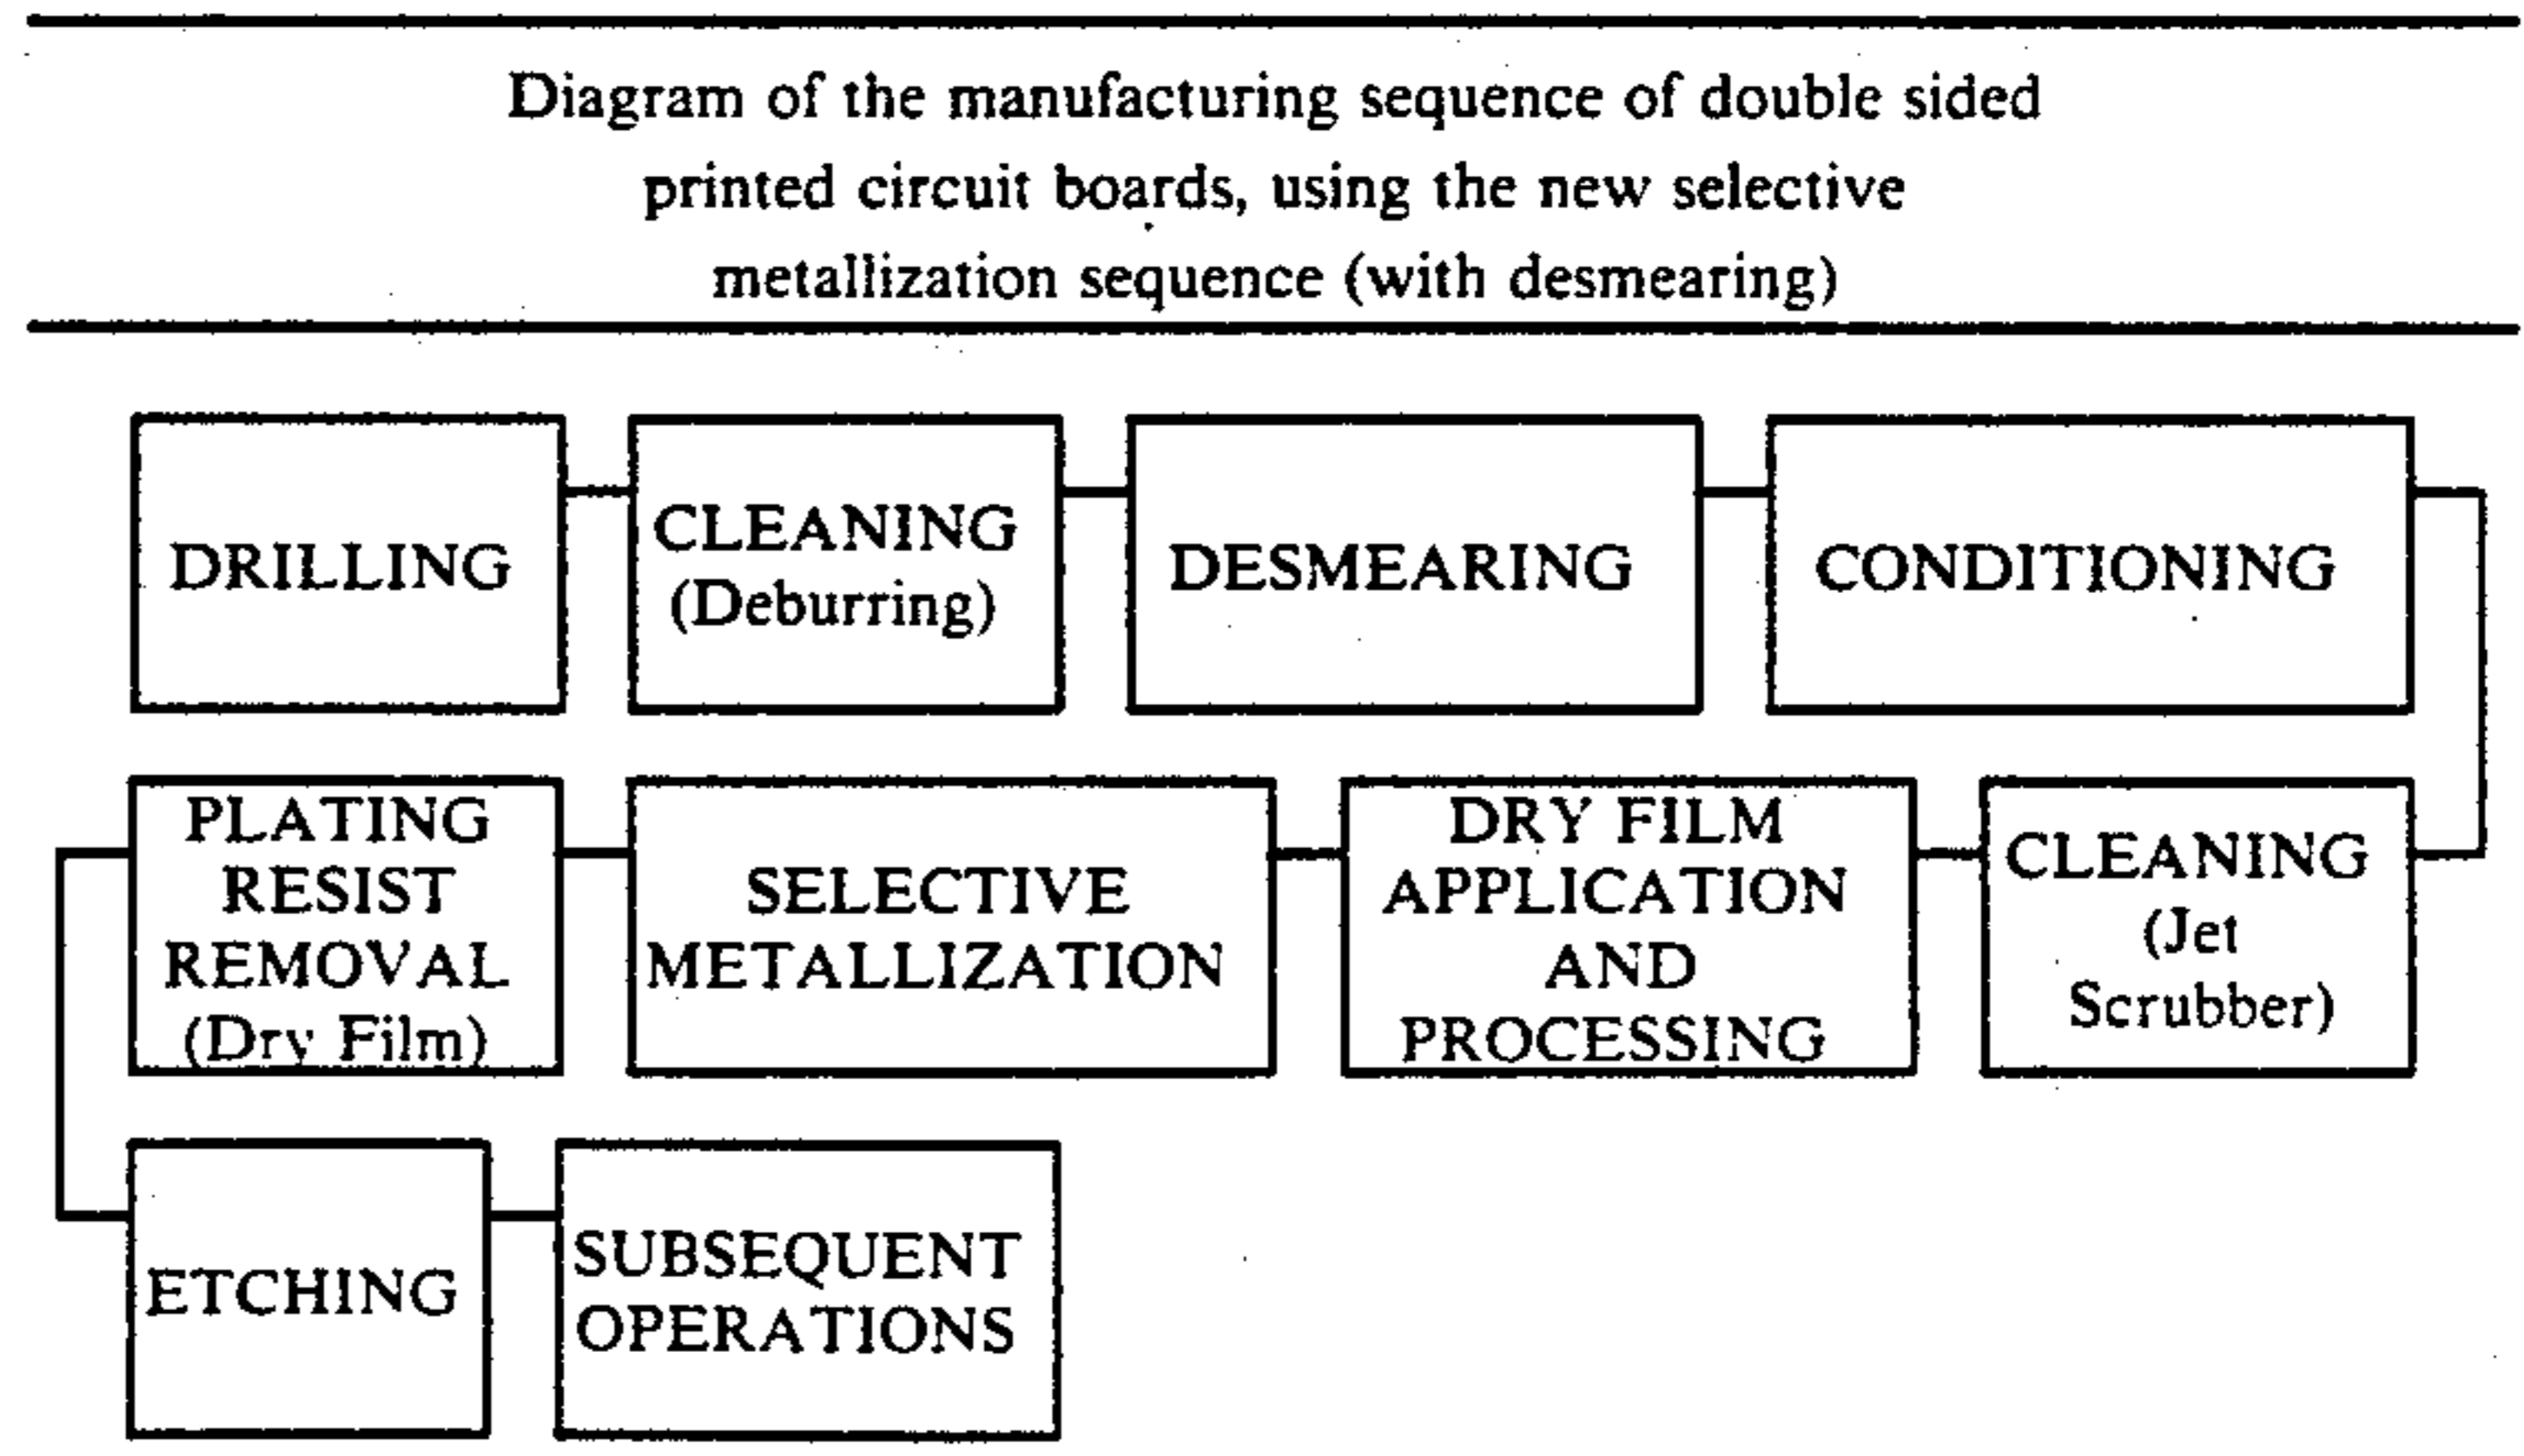 Diagram of the manufacturing sequence of double sided
printed circuit boards, using the new selective
metallization sequence (with desmearing)
DRILLING
CLEANING
(Deburring)
DESMEARING
CONDITIONING
PLATING
RESIST
REMOVAL
(Dry Film)
SELECTIVE
METALLIZATION
DRY FILM
APPLICATION
AND
PROCESSING
CLEANING
(Jet
Scrubber)
ETCHING
SUBSEQUENT
OPERATIONS